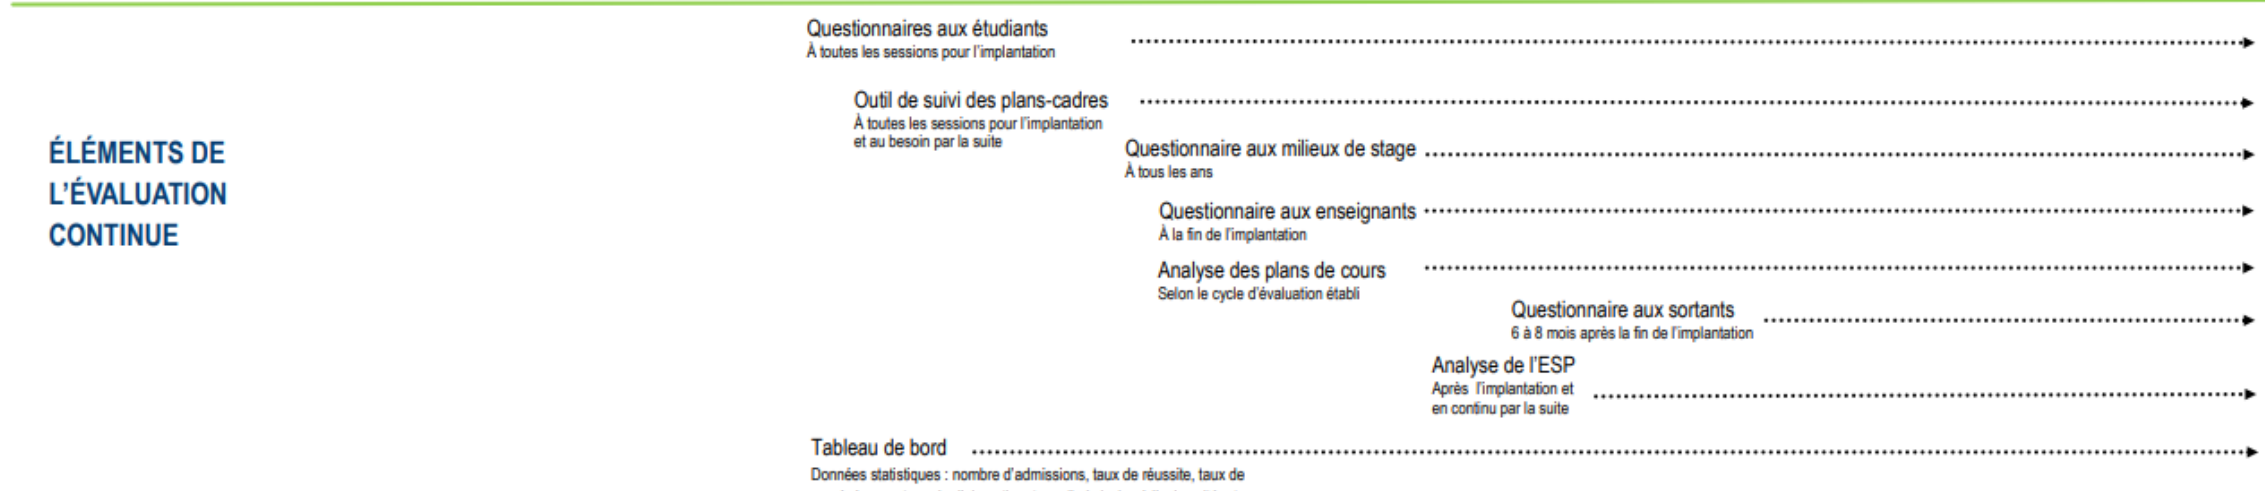 Questionnaires aux étudiants
À toutes les sessions pour l'implantation
Outil de suivi des plans-cadres
À toutes les sessions pour l'implantation
et au besoin par la suite
ÉLÉMENTS DE
L'ÉVALUATION
CONTINUE
Questionnaire aux milieux de stage
À tous les ans
Questionnaire aux enseignants
À la fin de l'implantation
Analyse des plans de cours
Selon le cycle d'évaluation établi
Questionnaire aux sortants
6 à 8 mois après la fin de l'implantation
Analyse de l'ESP
Après l'implantation et
en continu par la suite
Tableau de bord
Données statistiques : nombre d'admissions, taux de réussite, taux de